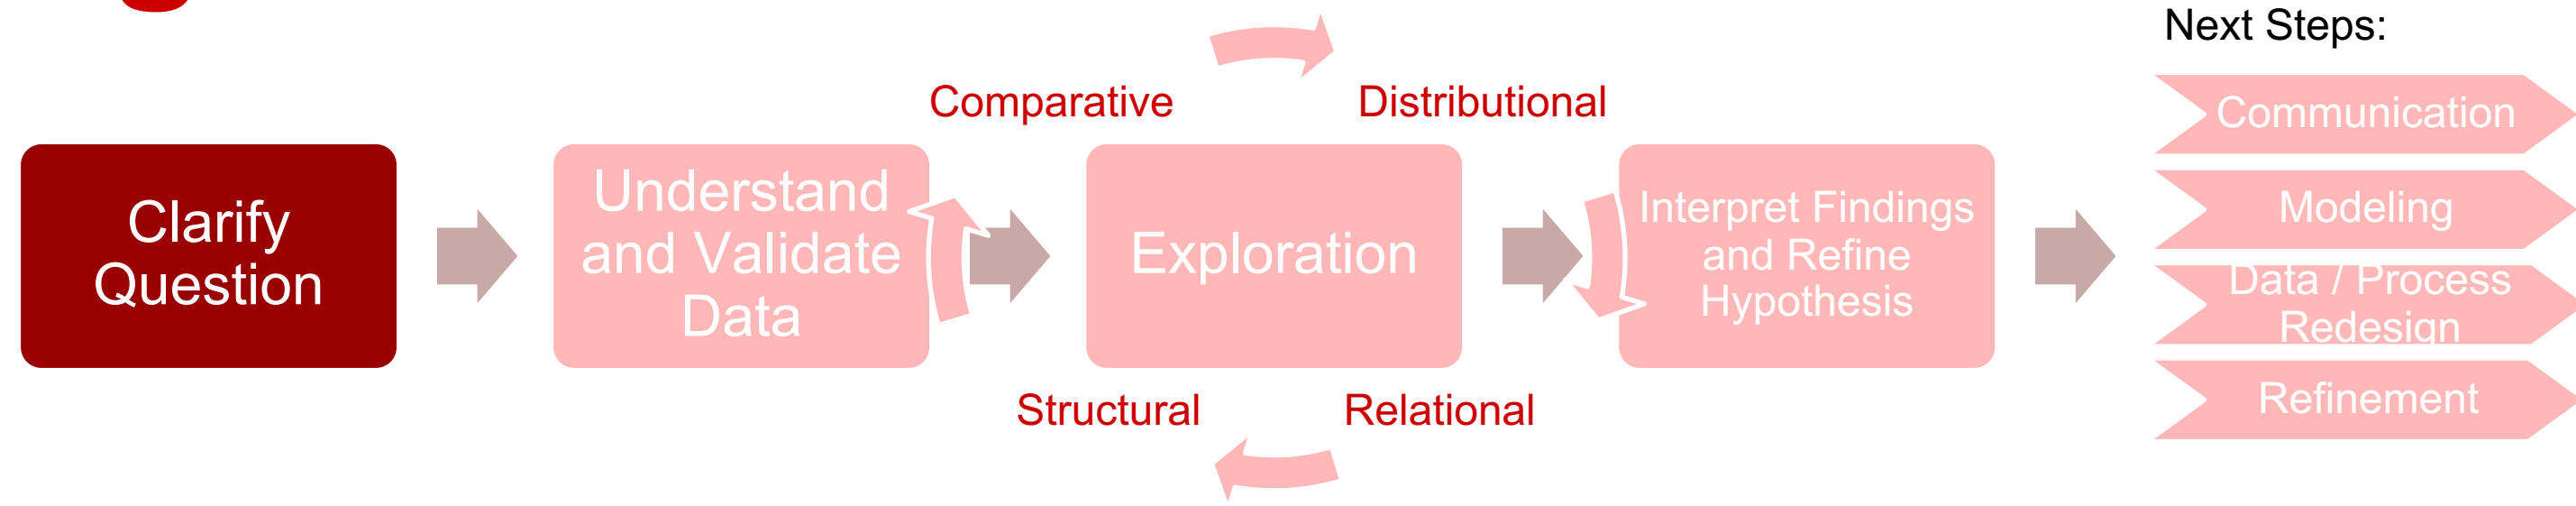 Next Steps:
Comparative
Distributional
Clarify
Question
Understand
and Validate
Data
Exploration
Interpret Findings
and Refine
Hypothesis
Structural
Relational
Communication
Modeling
Data / Process
Redesign
Refinement